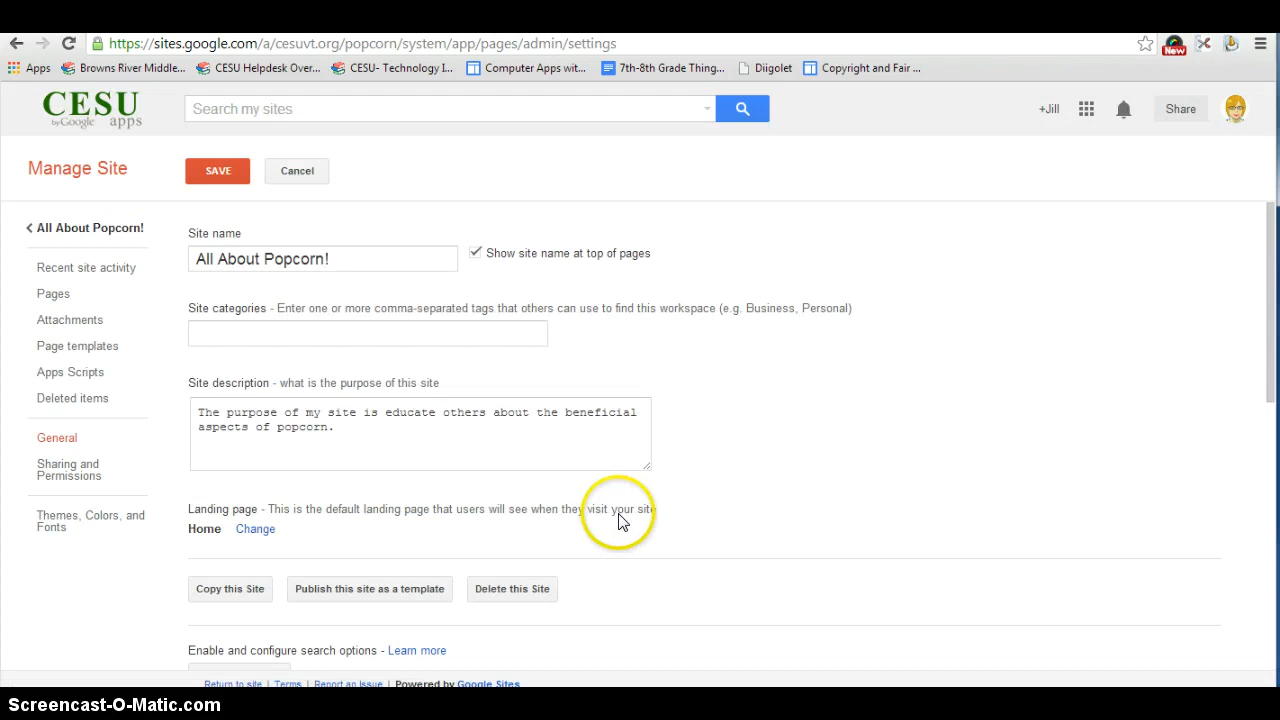 https://sites.google.com/a/cesuvt.org/popcorn/system/app/pages/admin/settings
New
Apps Browns River Middle... CESU Helpdesk Over... CESU- Technology I... Computer Apps wit... 7th-8th Grade Thing... Diigolet Copyright and Fair ...
CESU
by Google apps
Search my sites
+Jill
Share
Manage Site
SAVE
Cancel
All About Popcorn!
Recent site activity
Pages
Attachments
Page templates
Apps Scripts
Deleted items
General
Sharing and
Permissions
Themes, Colors, and
Fonts
Site name
All About Popcorn!
Show site name at top of pages
Site categories - Enter one or more comma-separated tags that others can use to find this workspace (e.g. Business, Personal)
Site description - what is the purpose of this site
The purpose of my site is educate others about the beneficial
aspects of popcorn.
Landing page - This is the default landing page that users will see when they visit your site
Home Change
Copy this Site
Publish this site as a template
Delete this Site
Enable and configure search options - Learn more
Return to site | Terms | Report an Issue | Powered by Google Sites
Screencast-O-Matic.com